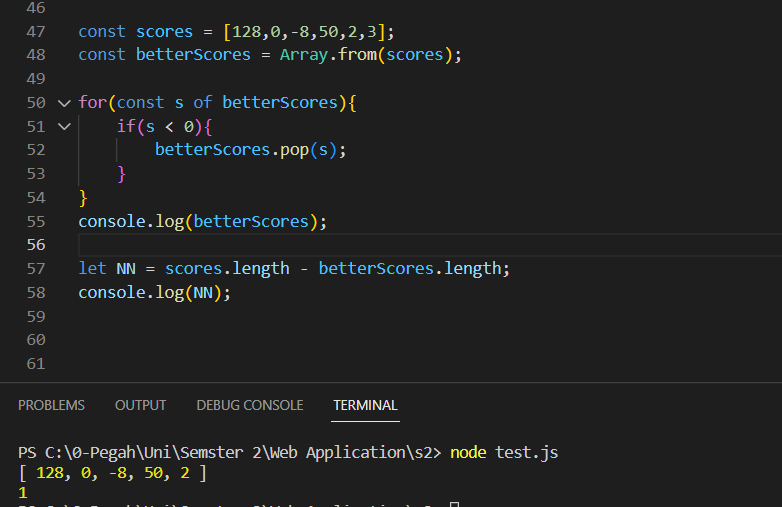 46
47 const scores = [128,0,-8,50,2,3];
48 const betterScores = Array.from(scores);
49
50 for(const s of betterScores){
51 if(s < 0){
52 betterScores.pop(s);
53 }
54 }
55 console.log(betterScores);
56
57 let NN = scores.length - betterScores.length;
58 console.log(NN);
59
60
61
PROBLEMS OUTPUT DEBUG CONSOLE TERMINAL
PS C:\0-Pegah\Uni\Semster 2\Web Application\s2> node test.js
[ 128, 0, -8, 50, 2 ]
1